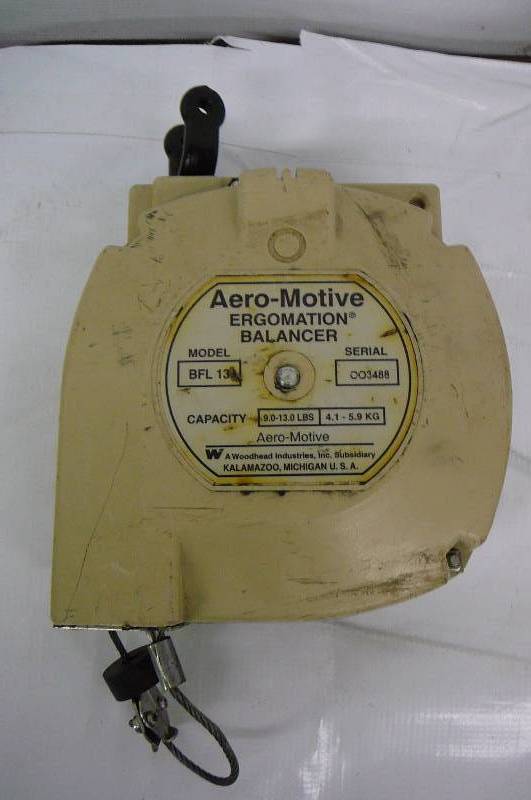 Aero-Motive
ERGOMATION®
BALANCER
MODEL SERIAL
BFL 13 003488
CAPACITY 9.0-13.0 LBS 4.1 - 5.9 KG
Aero-Motive
W A Woodhead Industries, Inc. Subsidiary
KALAMAZOO, MICHIGAN U. S. A.